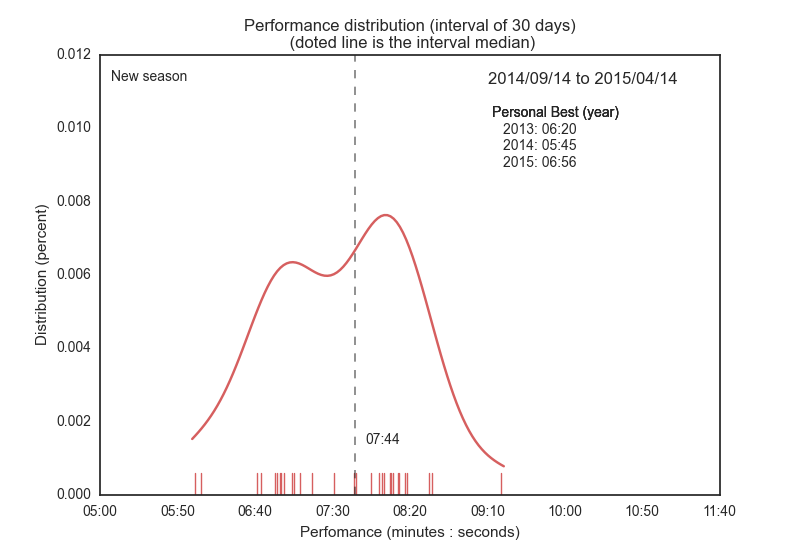 Performance distribution (interval of 30 days)
(doted line is the interval median)
0.012
New season
2014/09/14 to 2015/04/14
Personal Best (year)
2013: 06:20
2014: 05:45
2015: 06:56
0.010
0.008
0.006
0.004
0.002
0.000
Distribution (percent)
07:44
05:00 05:50 06:40 07:30 08:20 09:10 10:00 10:50 11:40
Perfomance (minutes : seconds)